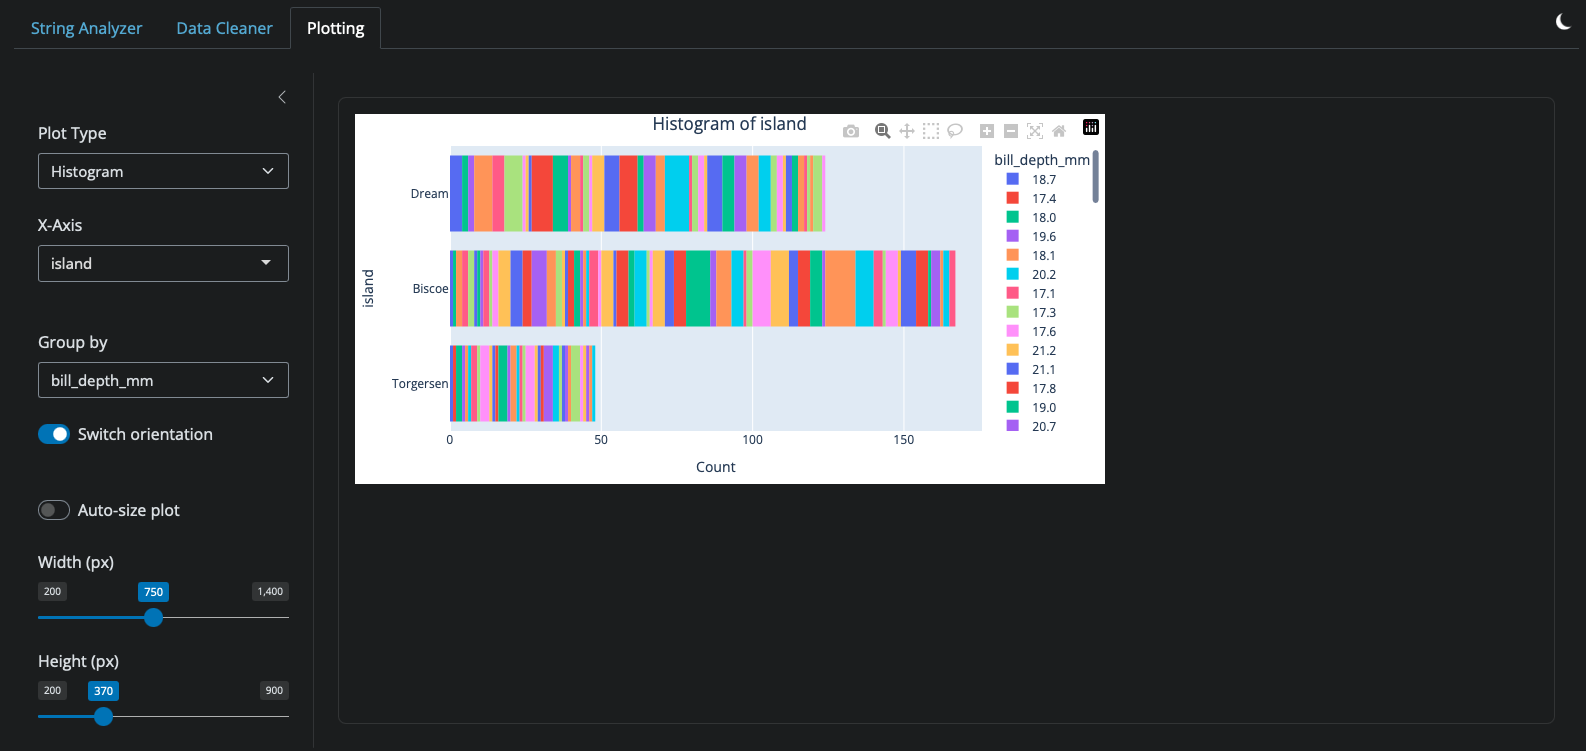 String Analyzer
Data Cleaner
Plotting
Plot Type
Histogram
X-Axis
island
Group by
bill_depth_mm
Switch orientation
Auto-size plot
Width (px)
200
750
1,400
Height (px)
200
370
900
Histogram of island
island
Dream
Biscoe
Torgersen
0
50
100
150
Count
bill_depth_mm
18.7
17.4
18.0
19.6
18.1
20.2
17.1
17.3
17.6
21.2
21.1
17.8
19.0
20.7